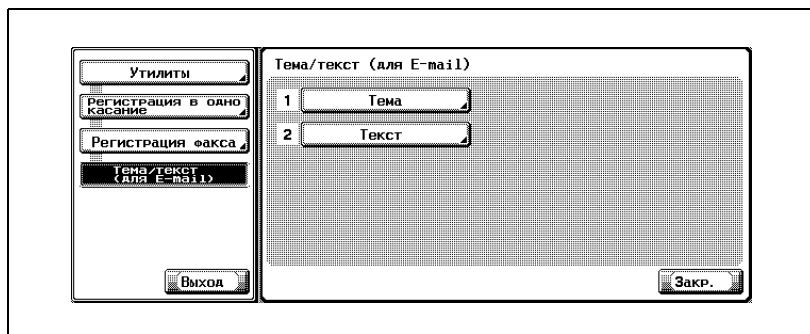 Утилиты
Регистрация в одно
касание
Регистрация факса
Тема/текст
(для E-mail)
Выход
Тема/текст (для E-mail)
1 Тема
2 Текст
Закр.